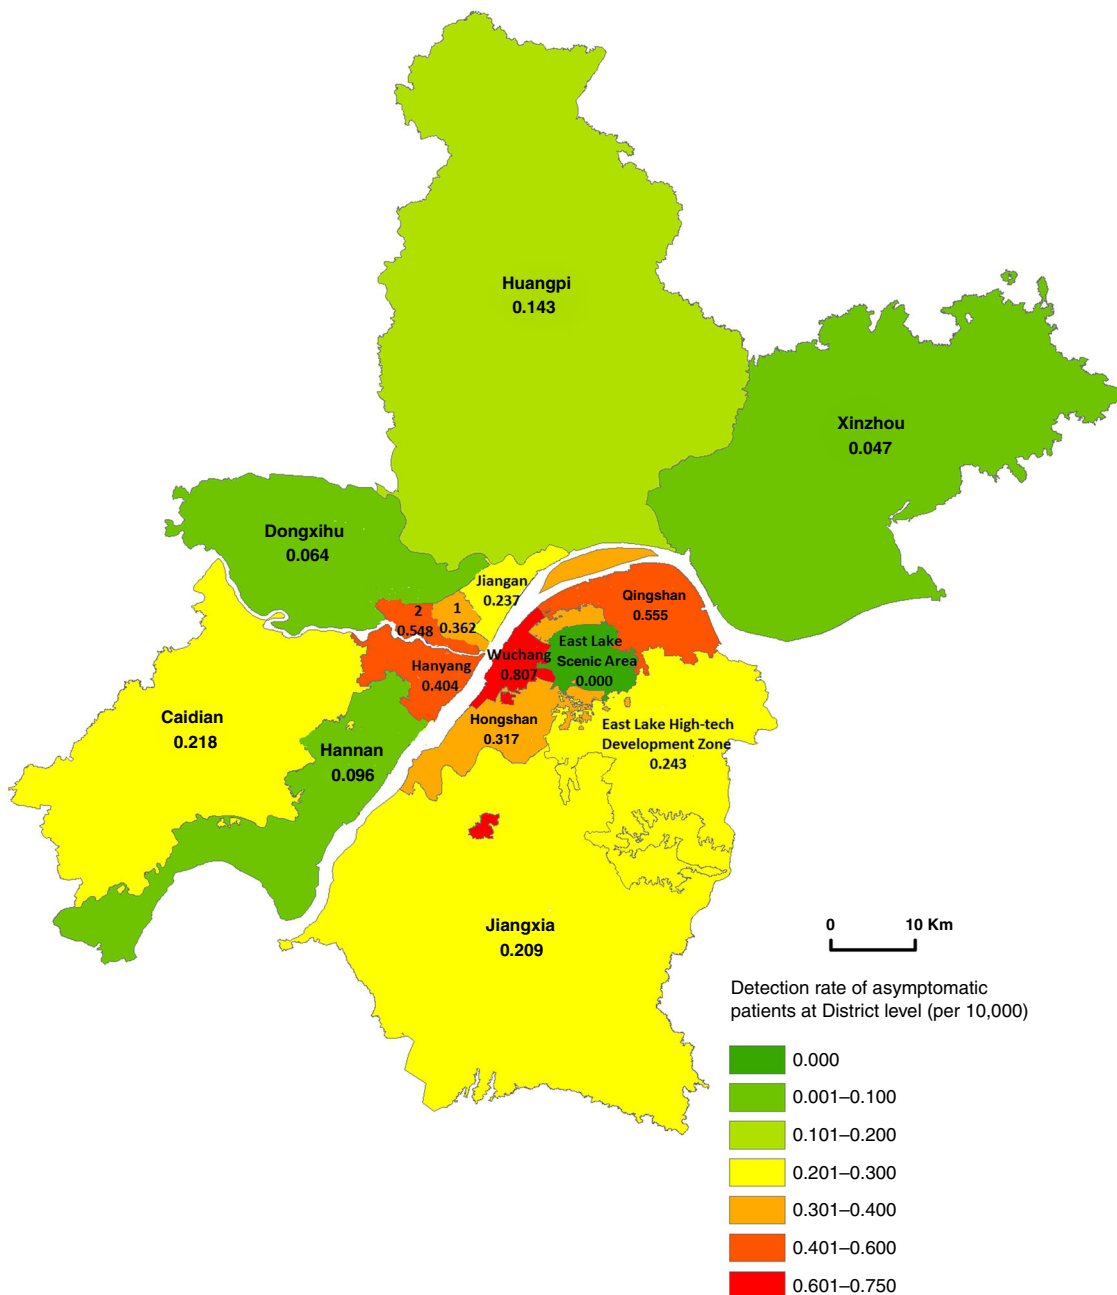 Huangpi
0.143
Xinzhou
0.047
Dongxihu
0.064
Jiangan
0.237
1
0.362
2
0.548
Qingshan
0.555
East Lake
Scenic Area
0.000
Wuchang
0.807
Hanyang
0.404
Caidian
0.218
Hannan
0.096
Hongshan
0.317
East Lake High-tech
Development Zone
0.243
Jiangxia
0.209
0 10 Km
Detection rate of asymptomatic
patients at District level (per 10,000)
0.000
0.001–0.100
0.101–0.200
0.201–0.300
0.301–0.400
0.401–0.600
0.601–0.750